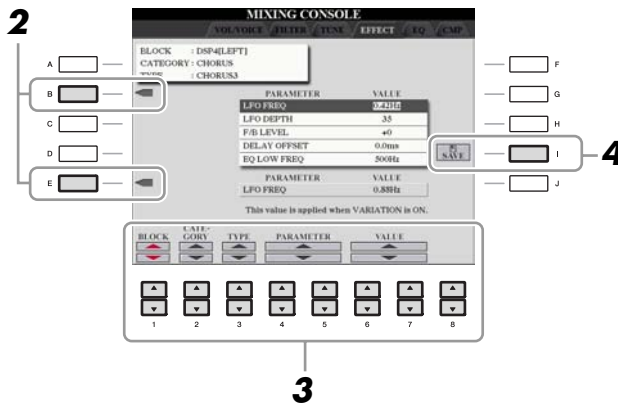 MIXING CONSOLE
VOL/VOICE FILTER TUNE EFFECT EQ CMP
2
BLOCK : DSP4[LEFT]
CATEGORY : CHORUS
TYPE : CHORUS3
A
B
C
D
E
F
G
H
I
J
PARAMETER VALUE
LFO FREQ 0.42Hz
LFO DEPTH 35
F/B LEVEL +0
DELAY OFFSET 0.0ms
EQ LOW FREQ 500Hz
SAVE
4
PARAMETER VALUE
LFO FREQ 0.88Hz
This value is applied when VARIATION is ON.
BLOCK CATE-GORY TYPE PARAMETER VALUE
1 2 3 4 5 6 7 8
3